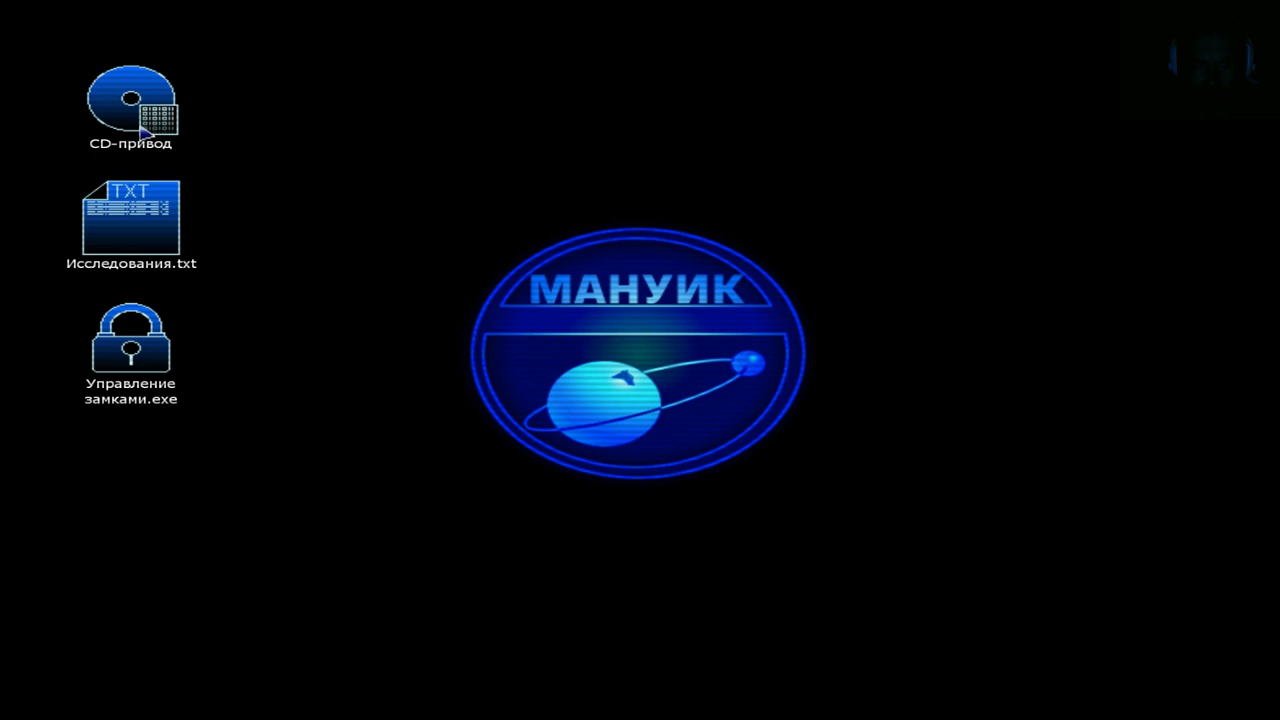 CD-привод
TXT
Исследования.txt
Управление
замками.exe
МАНУИК